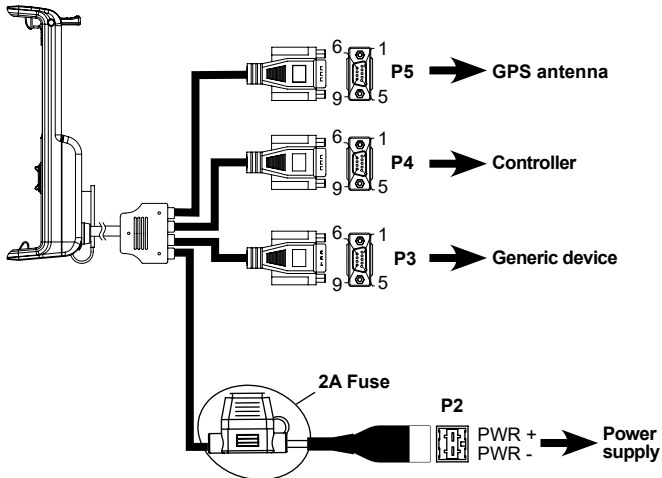 6 1
P5 GPS antenna
9 5
6 1
P4 Controller
9 5
6 1
P3 Generic device
9 5
2A Fuse
P2
PWR + Power
PWR - supply